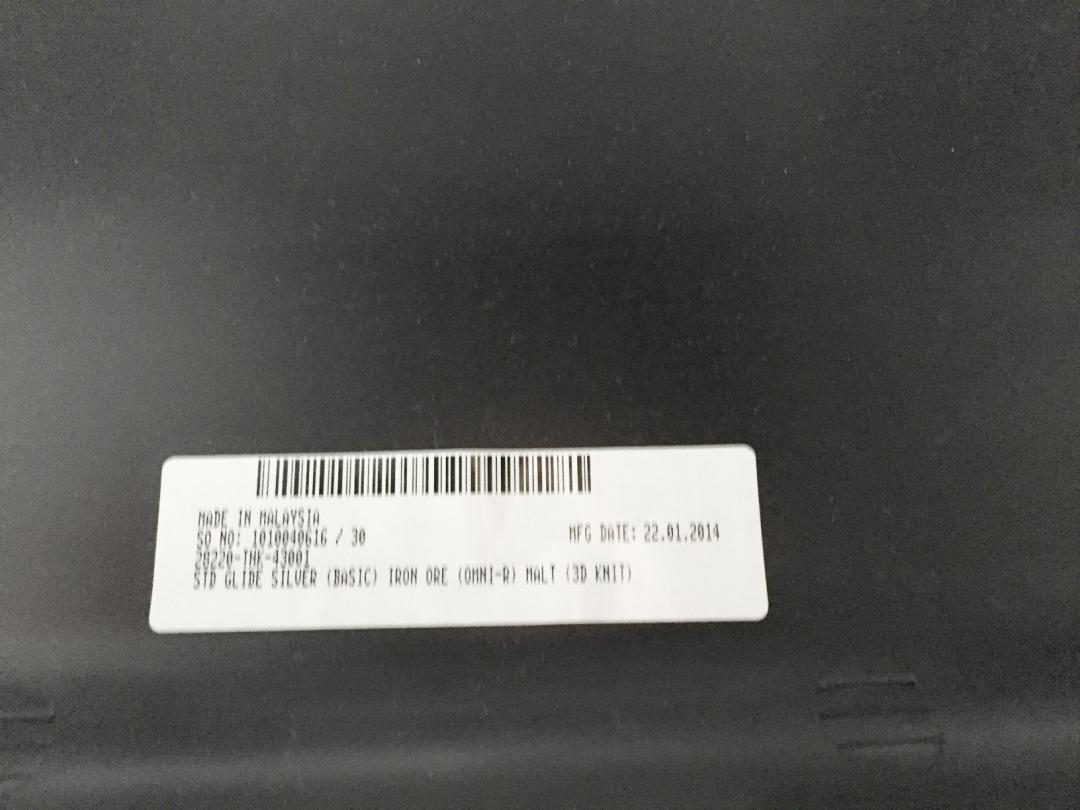 MADE IN MALAYSIA
SO NO: 1010040616 / 30
MFG DATE: 22.01.2014
28220-THK-43001
STD GLIDE SILVER (BASIC) IRON ORE (OMNI-R) MALT (3D KNIT)